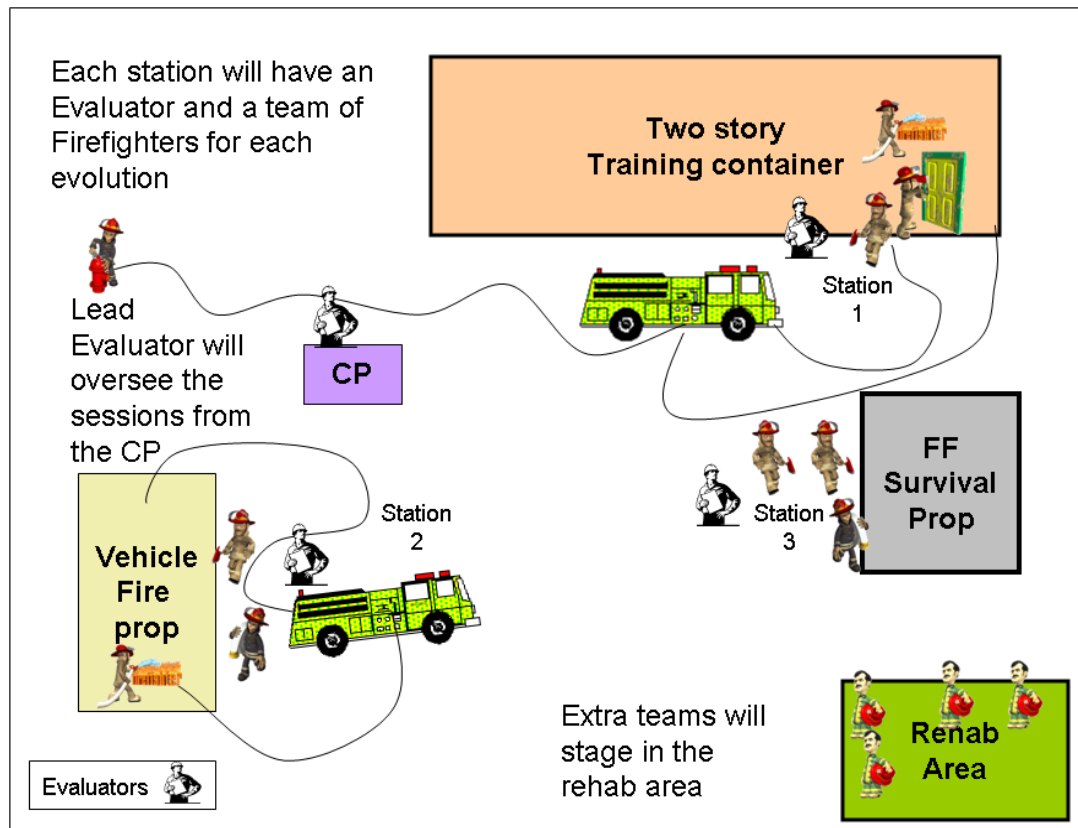 Each station will have an
Evaluator and a team of
Firefighters for each
evolution
Two story
Training container
Station
1
Lead
Evaluator will
oversee the
sessions from
the CP
CP
FF
Survival
Prop
Station
3
Station
2
Vehicle
Fire
prop
Extra teams will
stage in the
rehab area
Rehab
Area
Evaluators